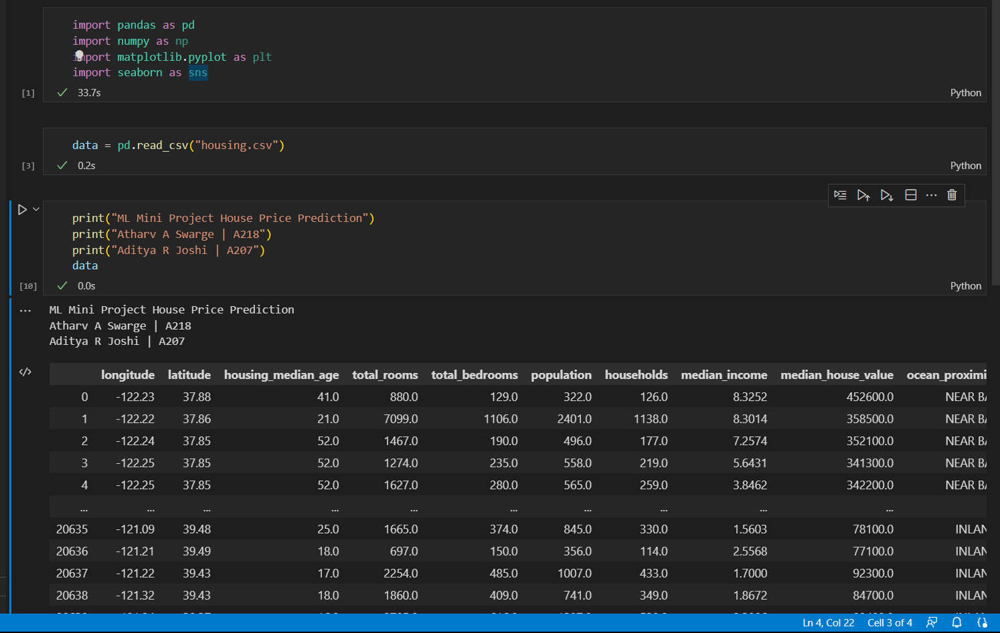 import pandas as pd
import numpy as np
import matplotlib.pyplot as plt
import seaborn as sns
[1] 33.7s Python
data = pd.read_csv("housing.csv")
[3] 0.2s Python
print("ML Mini Project House Price Prediction")
print("Atharv A Swarge | A218")
print("Aditya R Joshi | A207")
data
[10] 0.0s Python
ML Mini Project House Price Prediction
Atharv A Swarge | A218
Aditya R Joshi | A207
longitude latitude housing_median_age total_rooms total_bedrooms population households median_income median_house_value ocean_proximi
0 -122.23 37.88 41.0 880.0 129.0 322.0 126.0 8.3252 452600.0 NEAR BA
1 -122.22 37.86 21.0 7099.0 1106.0 2401.0 1138.0 8.3014 358500.0 NEAR BA
2 -122.24 37.85 52.0 1467.0 190.0 496.0 177.0 7.2574 352100.0 NEAR BA
3 -122.25 37.85 52.0 1274.0 235.0 558.0 219.0 5.6431 341300.0 NEAR BA
4 -122.25 37.85 52.0 1627.0 280.0 565.0 259.0 3.8462 342200.0 NEAR BA
... ... ... ... ... ... ... ... ... ...
20635 -121.09 39.48 25.0 1665.0 374.0 845.0 330.0 1.5603 78100.0 INLAN
20636 -121.21 39.49 18.0 697.0 150.0 356.0 114.0 2.5568 77100.0 INLAN
20637 -121.22 39.43 17.0 2254.0 485.0 1007.0 433.0 1.7000 92300.0 INLAN
20638 -121.32 39.43 18.0 1860.0 409.0 741.0 349.0 1.8672 84700.0 INLAN
Ln 4, Col 22 Cell 3 of 4